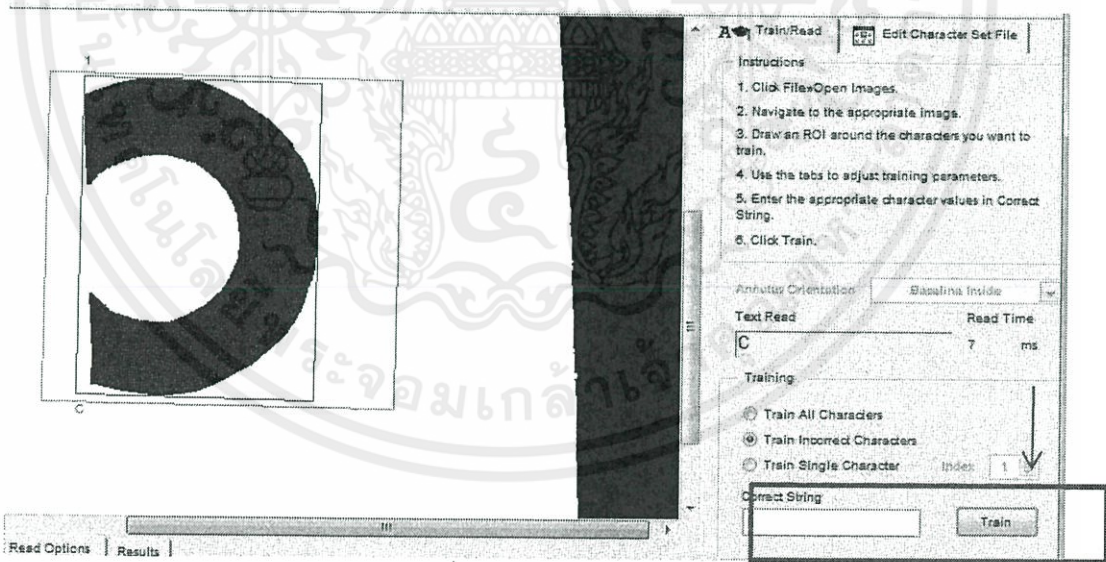 Train/Read
Edit Character Set File
1
Instructions
1. Click File»Open Images.
2. Navigate to the appropriate image.
3. Draw an ROI around the characters you want to
train.
4. Use the tabs to adjust training parameters.
5. Enter the appropriate character values in Correct
String.
6. Click Train.
Annulus Orientation
Baseline Inside
Text Read
Read Time
C
7 ms
Training
Train All Characters
Train Incorrect Characters
Train Single Character
Index
1
C
Correct String
Train
Read Options
Results